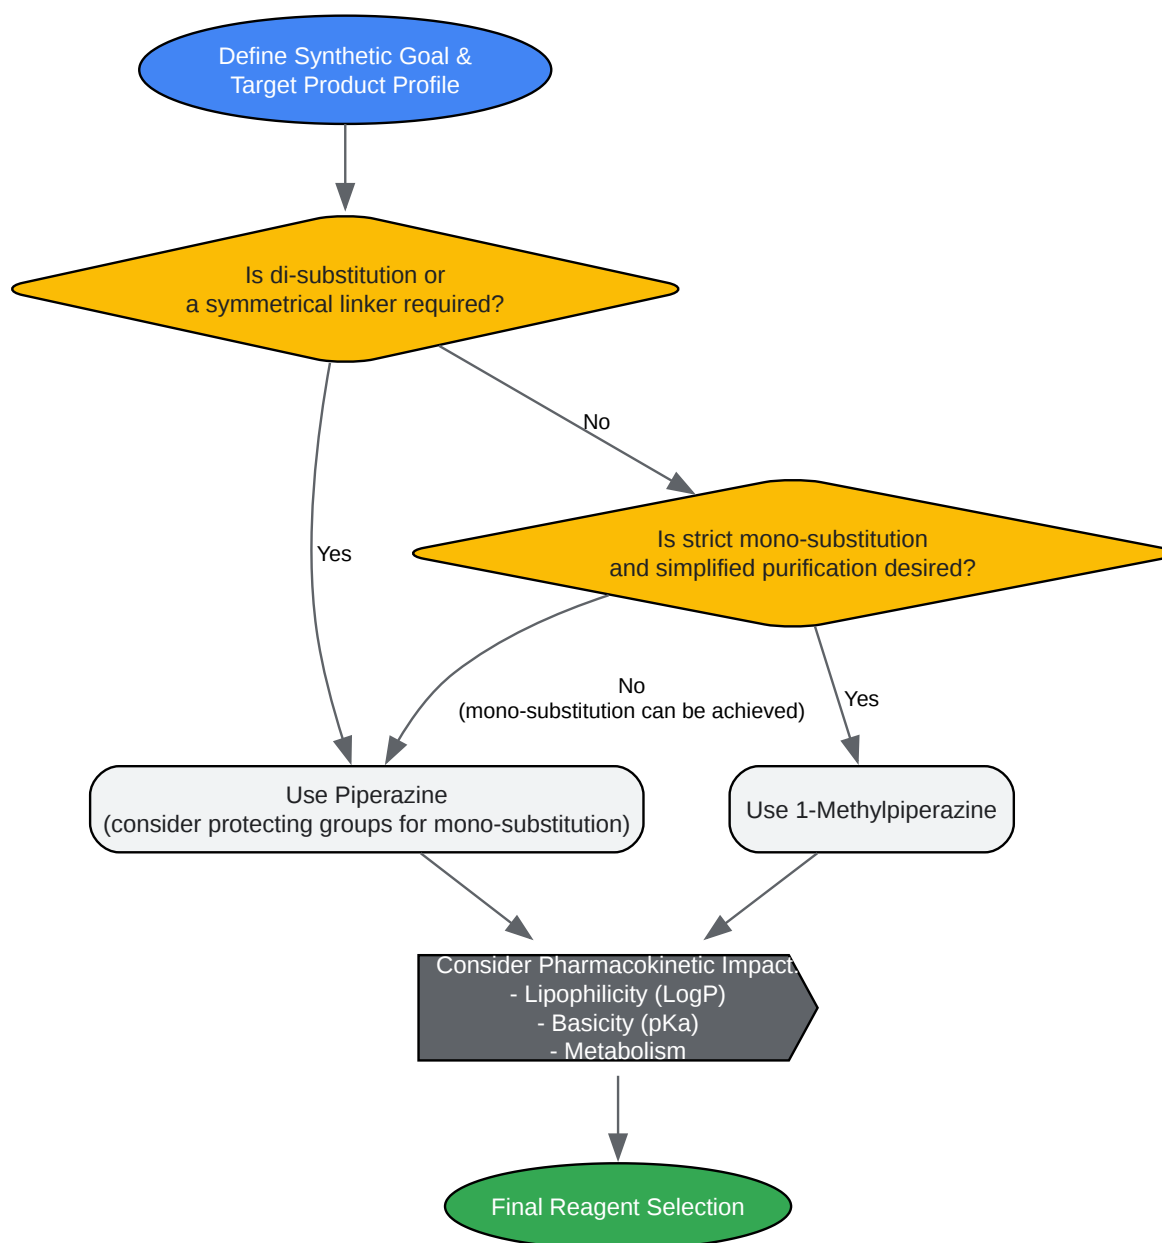 Define Synthetic Goal &
Target Product Profile
Is di-substitution or
a symmetrical linker required?
No
Is strict mono-substitution
and simplified purification desired?
Yes
No
(mono-substitution can be achieved)
Yes
Use Piperazine
(consider protecting groups for mono-substitution)
Use 1-Methylpiperazine
Consider Pharmacokinetic Impact:
- Lipophilicity (LogP)
- Basicity (pKa)
- Metabolism
Final Reagent Selection